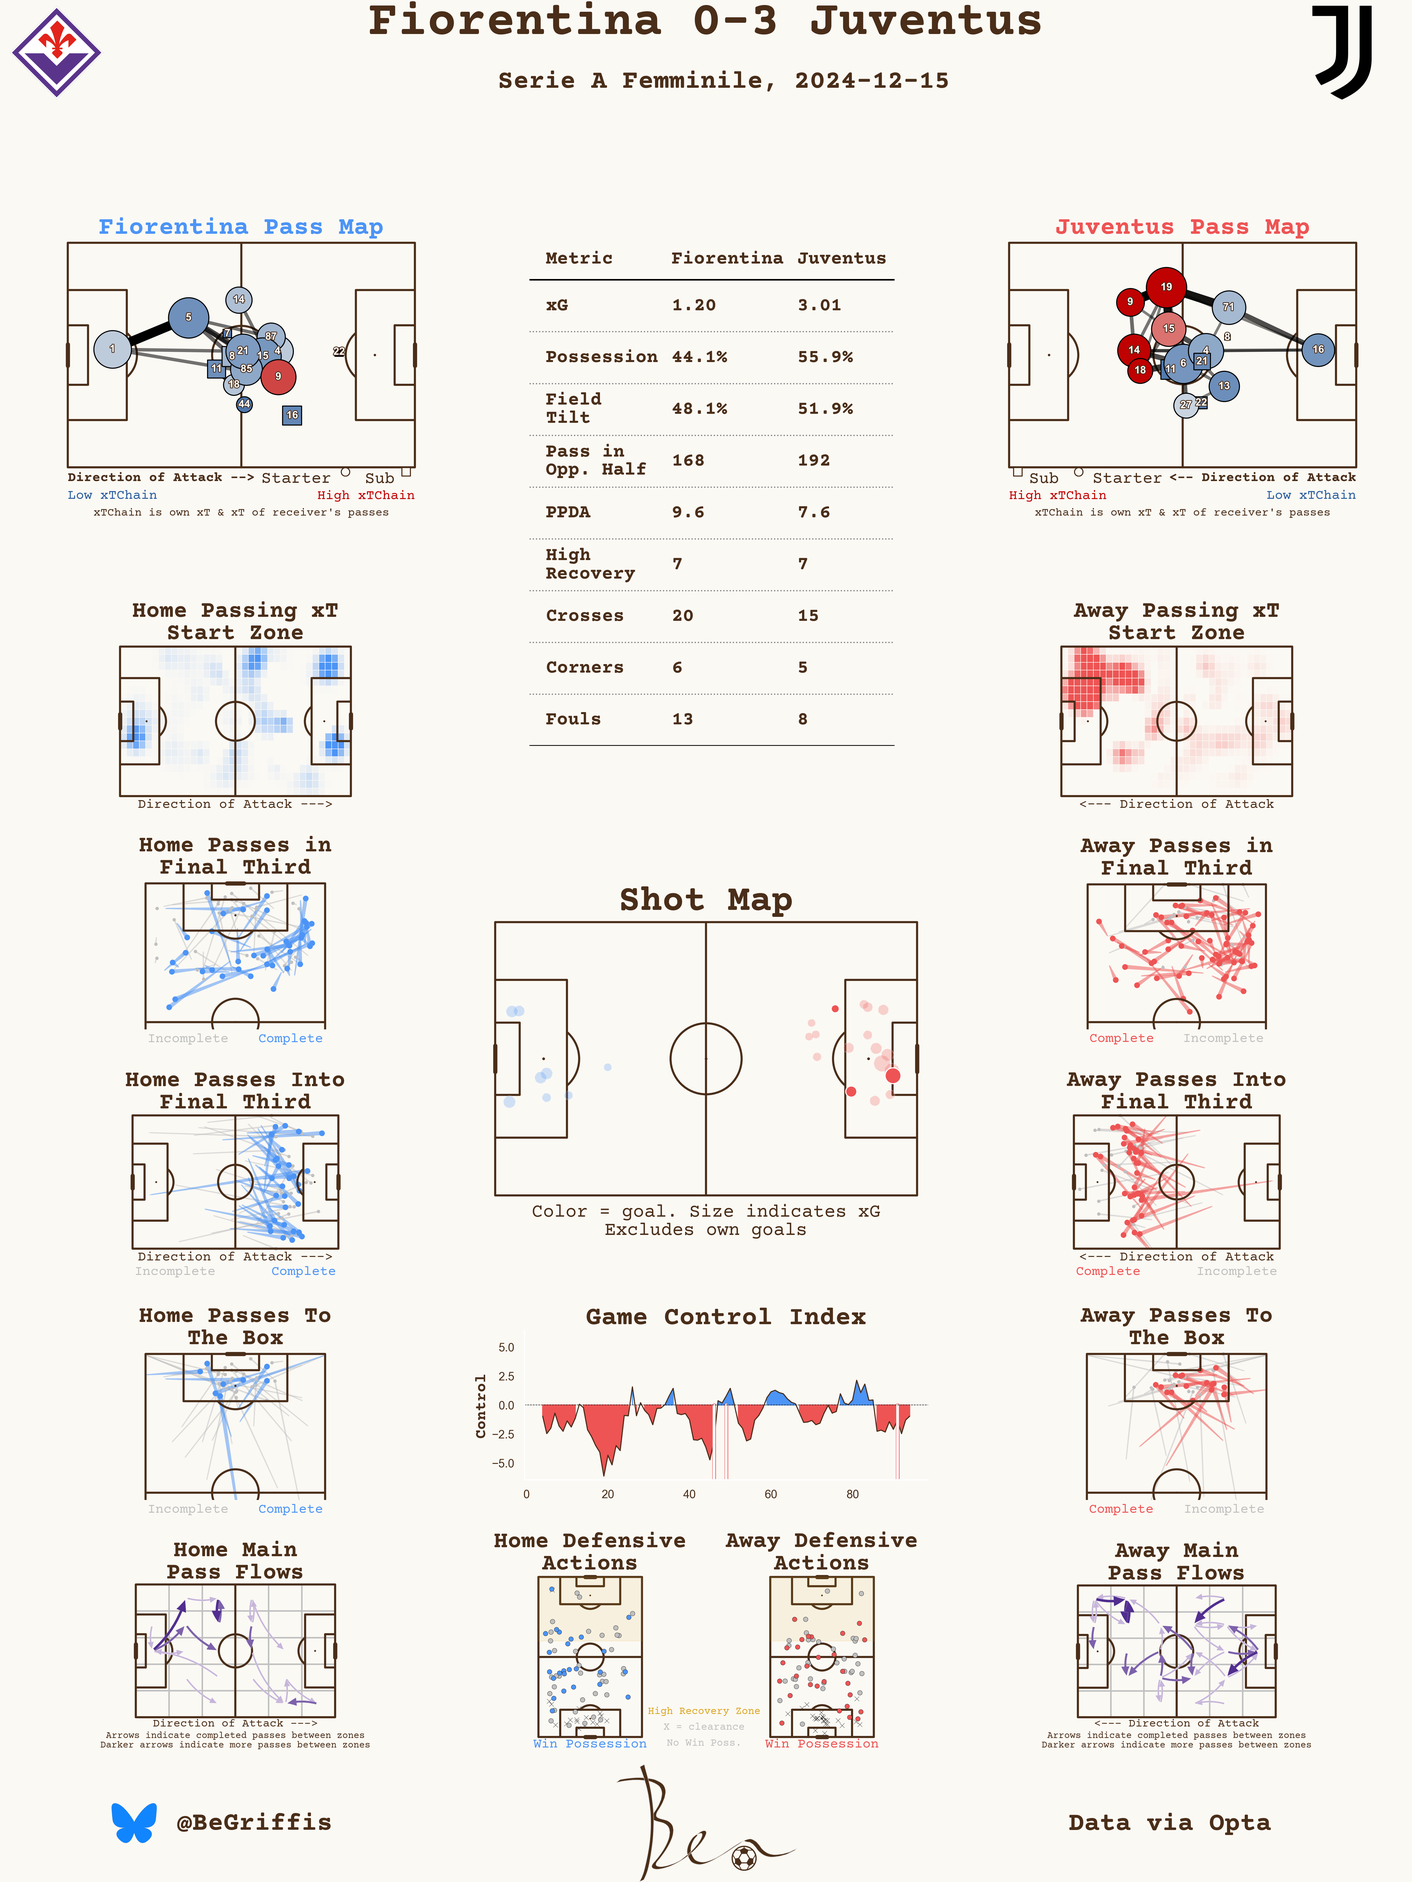 Fiorentina 0-3 Juventus
Serie A Femminile, 2024-12-15
Fiorentina Pass Map
1
5
14
7
87
8
21
15
4
11
85
9
18
44
16
22
Direction of Attack --> Starter Sub
Low xTChain High xTChain
xTChain is own xT & xT of receiver's passes
Metric Fiorentina Juventus
xG 1.20 3.01
Possession 44.1% 55.9%
Field
Tilt 48.1% 51.9%
Pass in
Opp. Half 168 192
PPDA 9.6 7.6
High
Recovery 7 7
Crosses 20 15
Corners 6 5
Fouls 13 8
Juventus Pass Map
19
9
71
15
8
14
4
16
6
21
18
11
13
27
22
Sub Starter <-- Direction of Attack
High xTChain Low xTChain
xTChain is own xT & xT of receiver's passes
Home Passing xT
Start Zone
Direction of Attack --->
Away Passing xT
Start Zone
<--- Direction of Attack
Home Passes in
Final Third
Incomplete Complete
Away Passes in
Final Third
Complete Incomplete
Shot Map
Color = goal. Size indicates xG
Excludes own goals
Home Passes Into
Final Third
Direction of Attack --->
Incomplete Complete
Away Passes Into
Final Third
<--- Direction of Attack
Complete Incomplete
Home Passes To
The Box
Incomplete Complete
Game Control Index
Control
5.0
2.5
0.0
−2.5
−5.0
0 20 40 60 80
Away Passes To
The Box
Complete Incomplete
Home Main
Pass Flows
Direction of Attack --->
Arrows indicate completed passes between zones
Darker arrows indicate more passes between zones
Home Defensive
Actions
Win Possession
High Recovery Zone
X = clearance
No Win Poss.
Away Defensive
Actions
Win Possession
Away Main
Pass Flows
<--- Direction of Attack
Arrows indicate completed passes between zones
Darker arrows indicate more passes between zones
@BeGriffis
Ben
Data via Opta